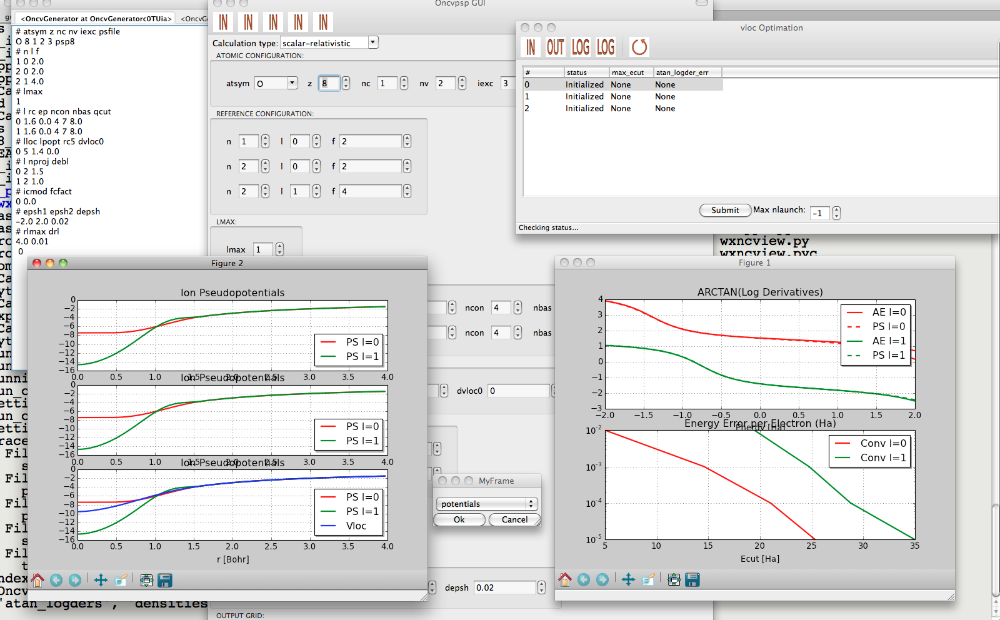 Oncvpsp GUI
<OncvGenerator at OncvGeneratorc0TUia>
<OncvGe
# atsym z nc nv iexc psfile
O 8 1 2 3 psp8
# n l f
1 0 2.0
2 0 2.0
2 1 4.0
# lmax
1
# l rc ep ncon nbas qcut
0 1.6 0.0 4 7 8.0
1 1.6 0.0 4 7 8.0
# lloc lpopt rc5 dvloc0
0 5 1.4 0.0
# l nproj debl
0 2 1.5
1 2 1.0
# icmod fcfact
0 0.0
# epsh1 epsh2 depsh
-2.0 2.0 0.02
# rlmax drl
4.0 0.01
0
IN IN IN IN IN
Calculation type: scalar-relativistic
ATOMIC CONFIGURATION:
atsym O z 8 nc 1 nv 2 iexc 3
REFERENCE CONFIGURATION:
n 1 l 0 f 2
n 2 l 0 f 2
n 2 l 1 f 4
LMAX:
lmax 1
ncon 4 nbas
ncon 4 nbas
dvloc0 0
depsh 0.02
OUTPUT GRID:
vloc Optimation
IN OUT LOG LOG
# status max_ecut atan_logder_err
0 Initialized None None
1 Initialized None None
2 Initialized None None
Submit Max nlaunch: -1
Checking status...
wxncview.py
wxncview.pyc
Figure 2
Ion Pseudopotentials
0
−2
−4
−6
−8
−10
−12
−14
−16
PS l=0
PS l=1
0.0 0.5 1.0 1.5 2.0 2.5 3.0 3.5 4.0
Ion Pseudopotentials
0
−2
−4
−6
−8
−10
−12
−14
−16
PS l=0
PS l=1
0.0 0.5 1.0 1.5 2.0 2.5 3.0 3.5 4.0
Ion Pseudopotentials
0
−2
−4
−6
−8
−10
−12
−14
−16
PS l=0
PS l=1
Vloc
0.0 0.5 1.0 1.5 2.0 2.5 3.0 3.5 4.0
r [Bohr]
MyFrame
potentials
Ok Cancel
Figure 1
ARCTAN(Log Derivatives)
4
3
2
1
0
−1
−2
−3
AE l=0
PS l=0
AE l=1
PS l=1
−2.0 −1.5 −1.0 −0.5 0.0 0.5 1.0 1.5 2.0
Energy [Ha]
Energy Error per Electron (Ha)
10-2
10-3
10-4
10-5
Conv l=0
Conv l=1
5 10 15 20 25 30 35
Ecut [Ha]
'atan_logders', 'densities